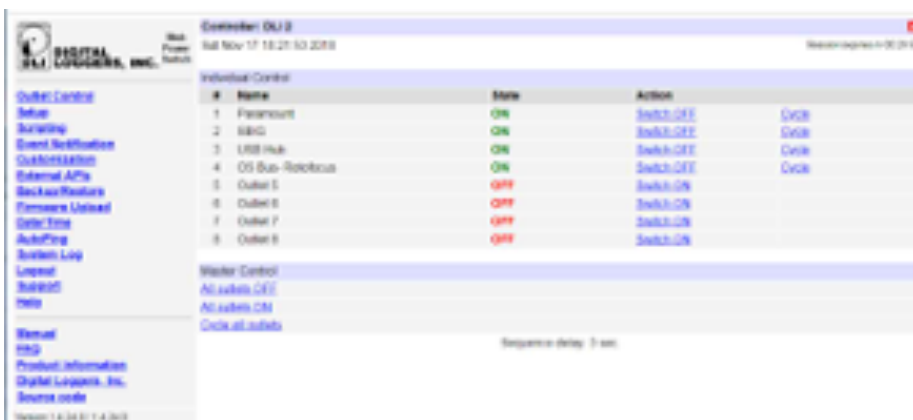 DIGITAL
LOGGERS, INC.
Web
Power
Switch
Outlet Control
Setup
Scripting
Event Notification
Customization
External APIs
Backup/Restore
Firmware Upload
Date/Time
AutoPing
System Log
Logout
Support
Help
Manual
FAQ
Product Information
Digital Loggers, Inc.
Source code
Controller: DLI 2
Sat Nov 17 18:21:53 2018
Individual Control
# Name State Action
1 Paramount ON Switch OFF Cycle
2 SBIG ON Switch OFF Cycle
3 USB Hub ON Switch OFF Cycle
4 OS Bus- Robofocus ON Switch OFF Cycle
5 Outlet 5 OFF Switch ON
6 Outlet 6 OFF Switch ON
7 Outlet 7 OFF Switch ON
8 Outlet 8 OFF Switch ON
Master Control
All outlets OFF
All outlets ON
Cycle all outlets
Sequence delay: 3 sec.